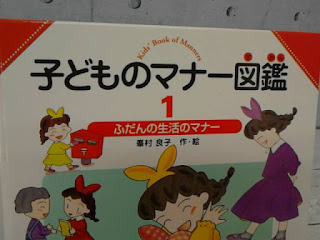 Kids' Book of Manners
子どものマナー図鑑
1
ふだんの生活のマナー
峯村 良子　作・絵